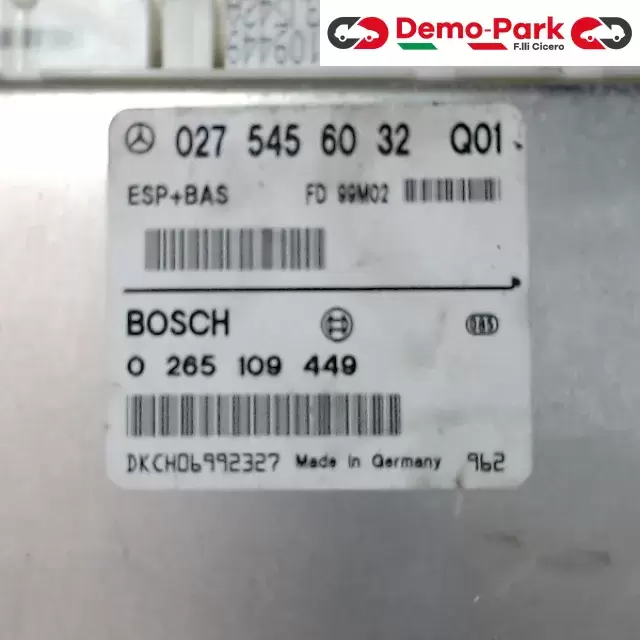 Demo-Park
F.lli Cicero
027 545 60 32 Q01
ESP+BAS FD 99M02
BOSCH
0 265 109 449
DKCH06992327 Made in Germany 962